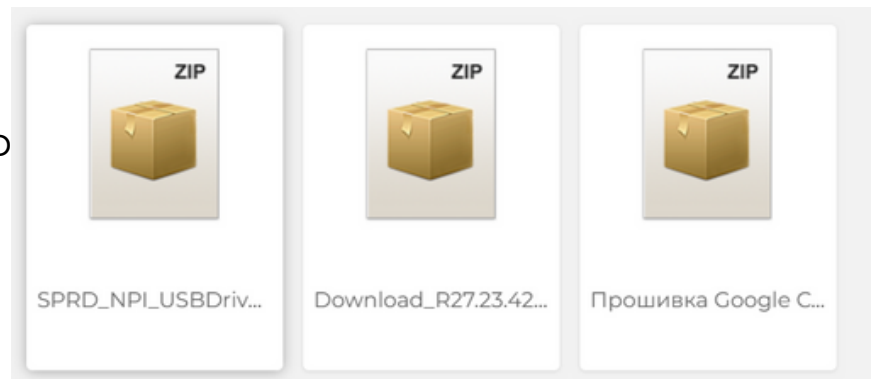 ZIP
ZIP
ZIP
SPRD_NPI_USBDriv...
Download_R27.23.42...
Прошивка Google C...